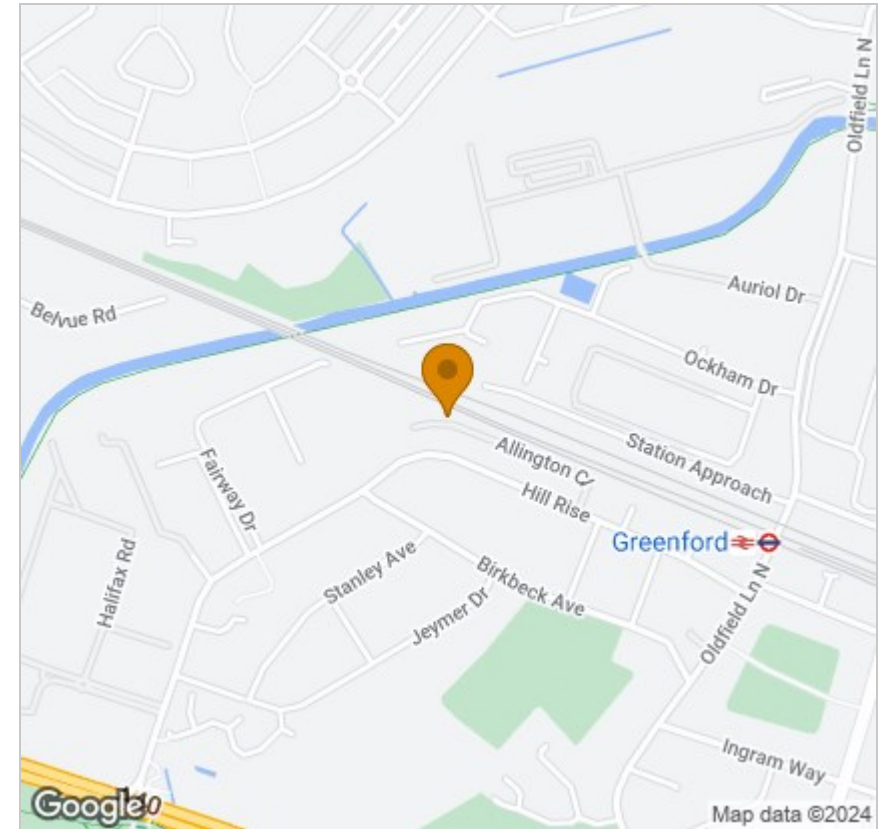 Oldfield Ln N
Auriol Dr
Belvue Rd
Ockham Dr
Station Approach
Allington C
Fairway Dr
Hill Rise
Greenford
Halifax Rd
Stanley Ave
Birkbeck Ave
Jeymer Dr
Oldfield Ln N
Ingram Way
Google
Map data ©2024